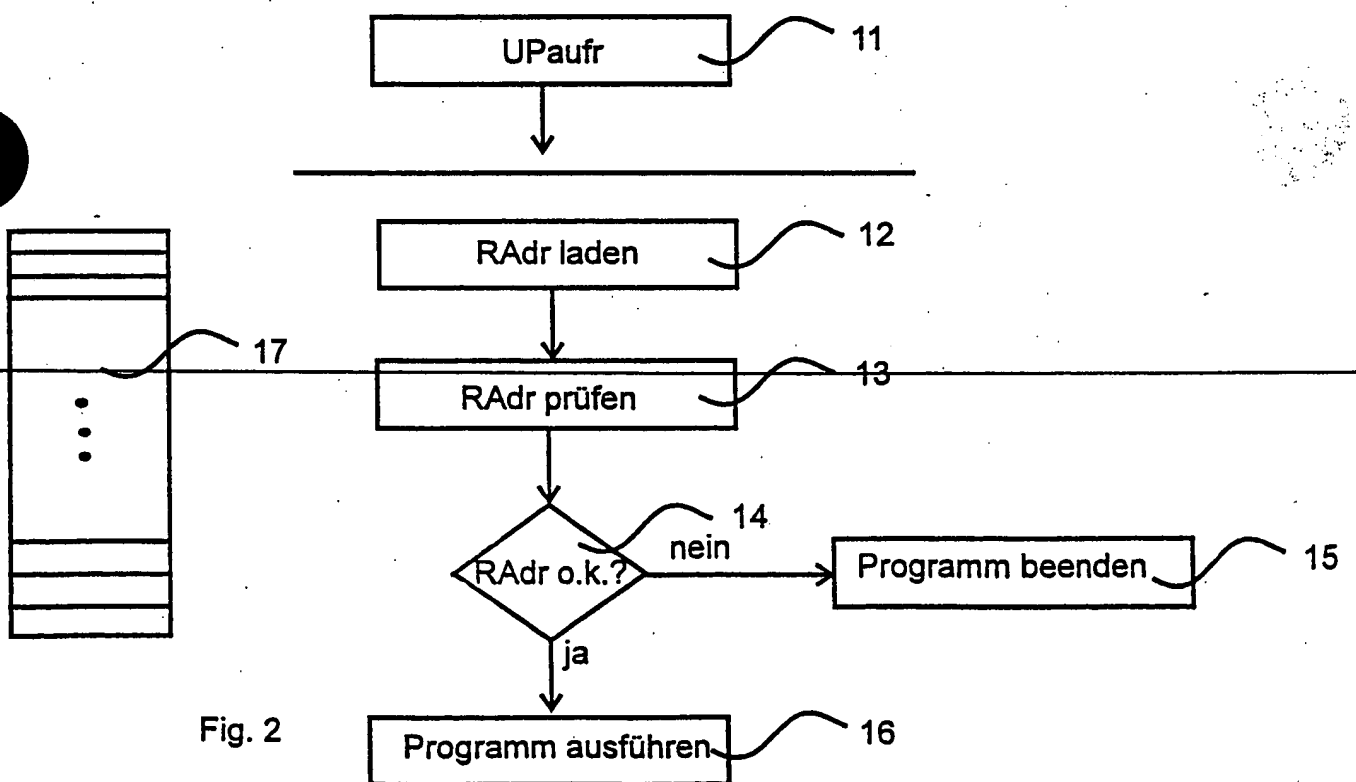 UPaufr 11
RAdr laden 12
17
RAdr prüfen 13
14
RAdr o.k.? nein
Programm beenden 15
ja
Fig. 2
Programm ausführen 16